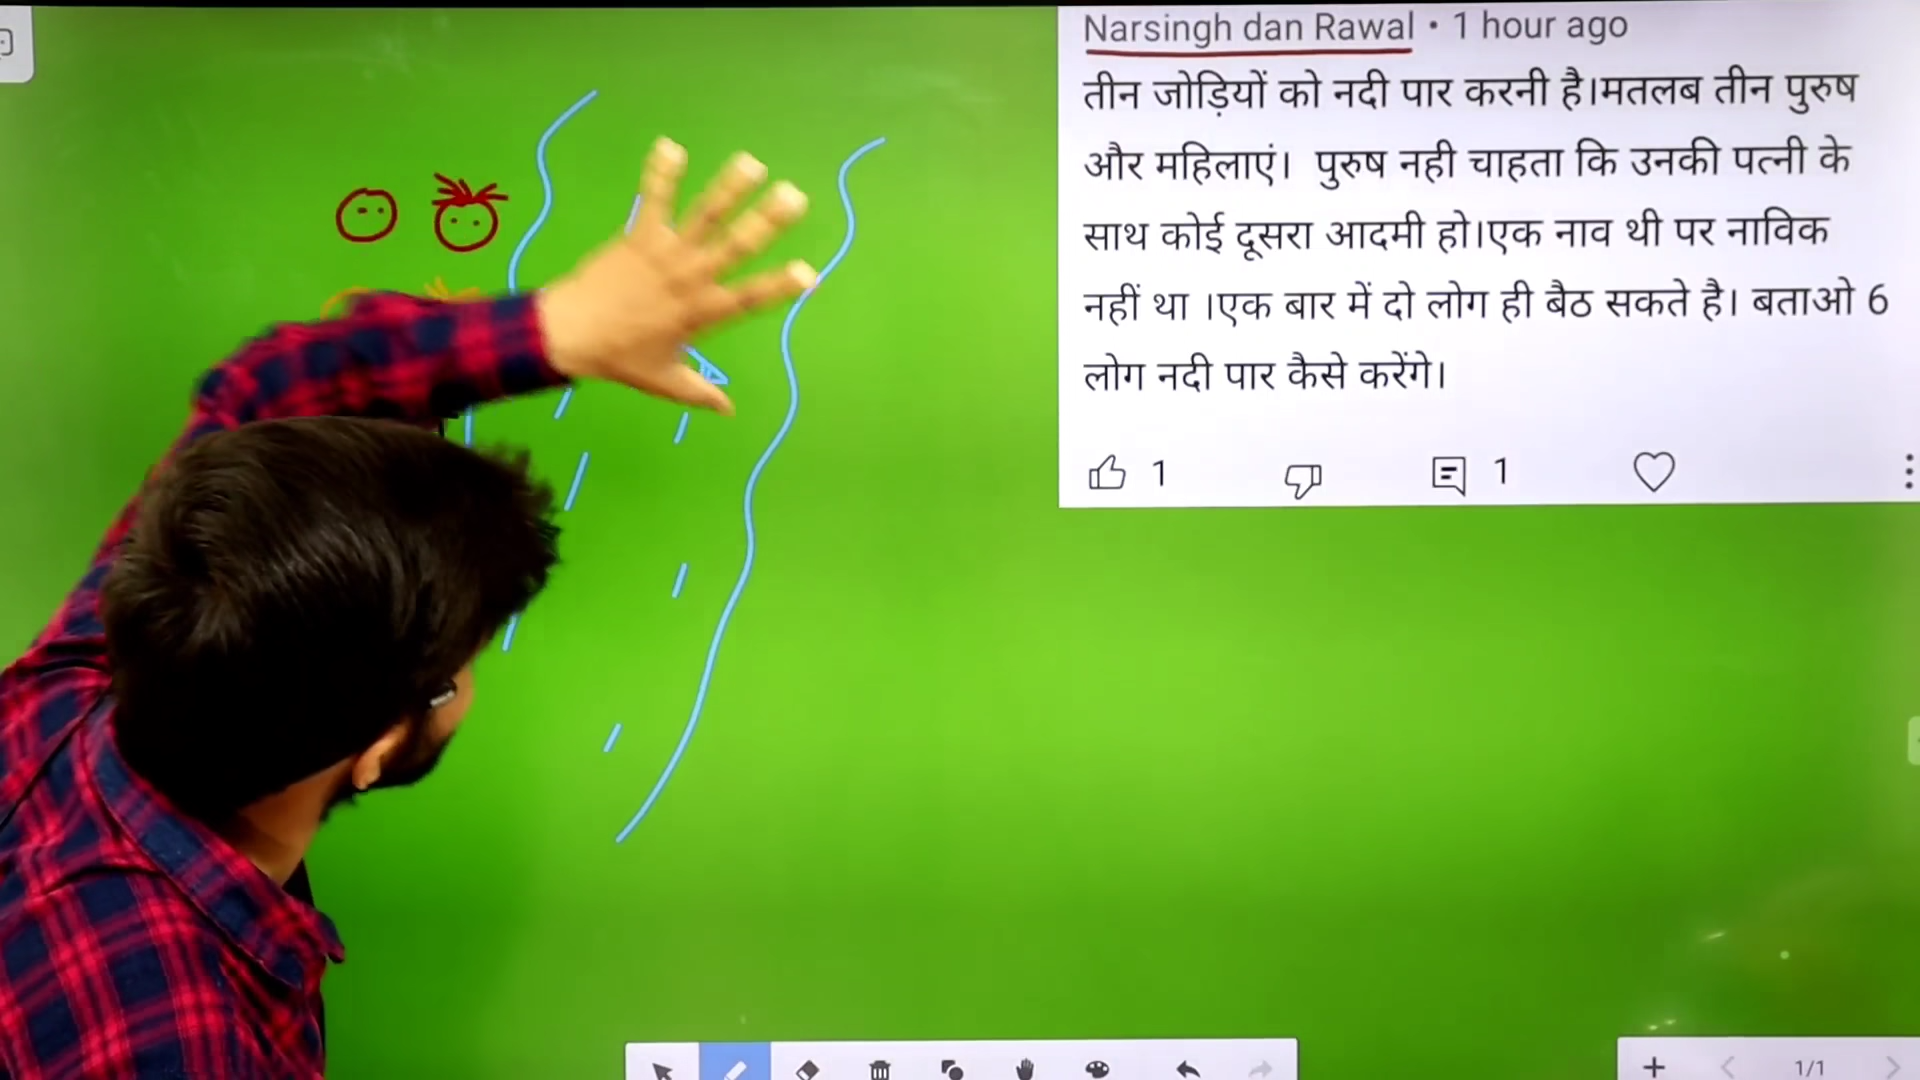 Narsingh dan Rawal • 1 hour ago
तीन जोड़ियों को नदी पार करनी है।मतलब तीन पुरुष
और महिलाएं। पुरुष नही चाहता कि उनकी पत्नी के
साथ कोई दूसरा आदमी हो।एक नाव थी पर नाविक
नहीं था ।एक बार में दो लोग ही बैठ सकते है। बताओ 6
लोग नदी पार कैसे करेंगे।
1 1
1/1